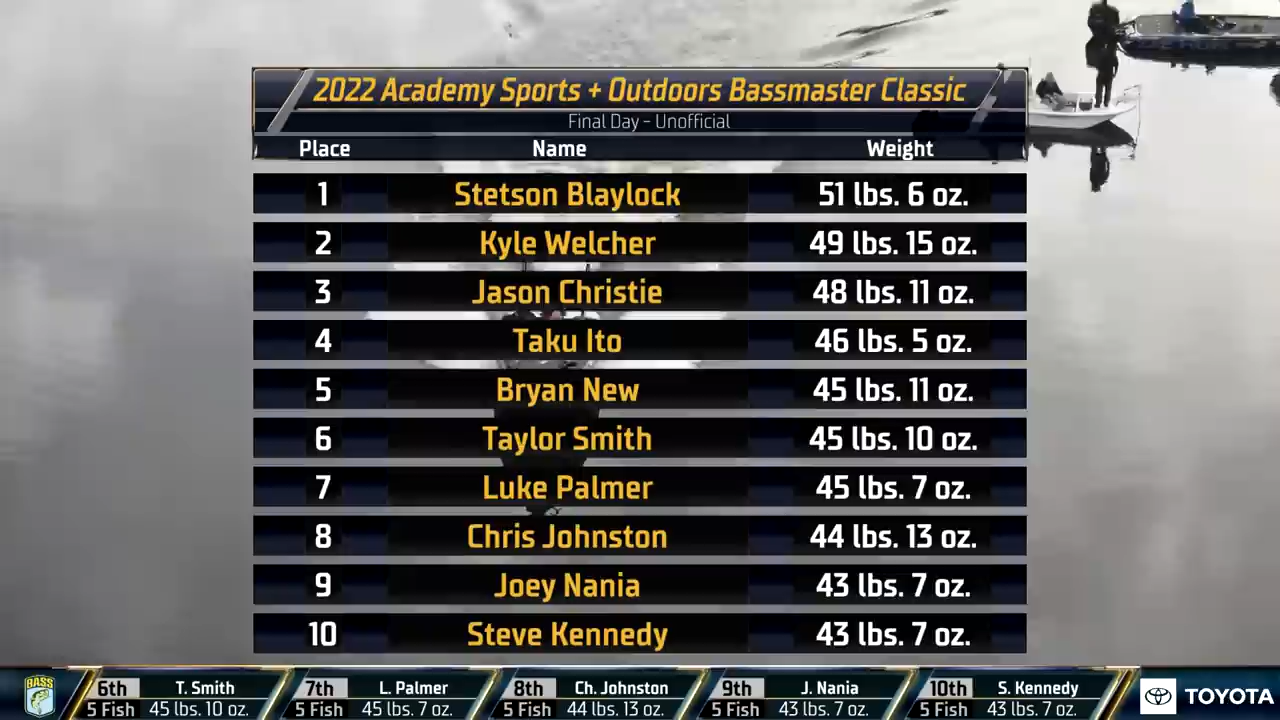 2022 Academy Sports + Outdoors Bassmaster Classic
Final Day - Unofficial
Place Name Weight
1 Stetson Blaylock 51 lbs. 6 oz.
2 Kyle Welcher 49 lbs. 15 oz.
3 Jason Christie 48 lbs. 11 oz.
4 Taku Ito 46 lbs. 5 oz.
5 Bryan New 45 lbs. 11 oz.
6 Taylor Smith 45 lbs. 10 oz.
7 Luke Palmer 45 lbs. 7 oz.
8 Chris Johnston 44 lbs. 13 oz.
9 Joey Nania 43 lbs. 7 oz.
10 Steve Kennedy 43 lbs. 7 oz.
BASS
6th T. Smith
5 Fish 45 lbs. 10 oz.
7th L. Palmer
5 Fish 45 lbs. 7 oz.
8th Ch. Johnston
5 Fish 44 lbs. 13 oz.
9th J. Nania
5 Fish 43 lbs. 7 oz.
10th S. Kennedy
5 Fish 43 lbs. 7 oz.
TOYOTA